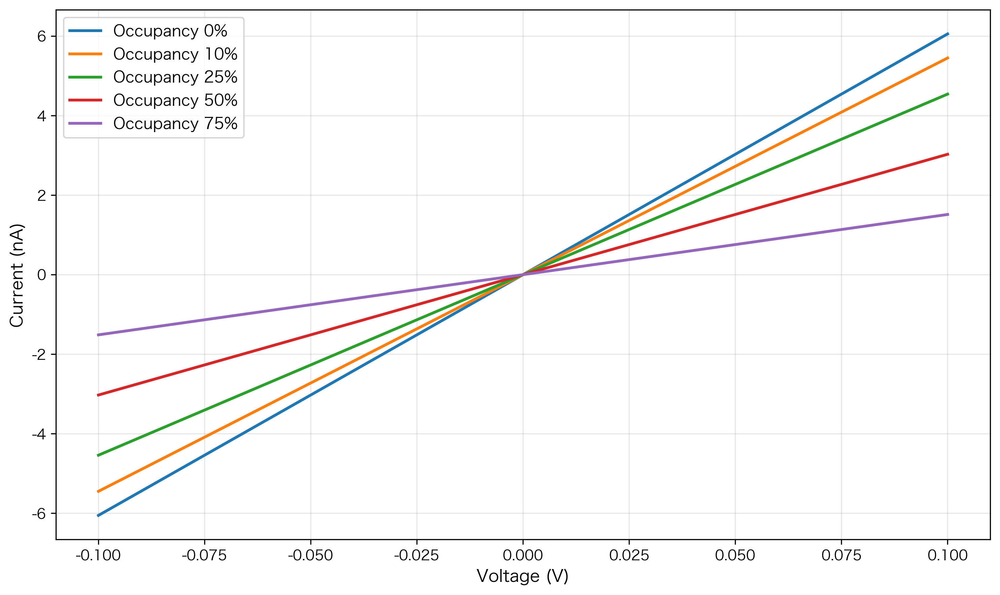 Occupancy 0%
Occupancy 10%
Occupancy 25%
Occupancy 50%
Occupancy 75%
6
4
2
0
-2
-4
-6
Current (nA)
-0.100 -0.075 -0.050 -0.025 0.000 0.025 0.050 0.075 0.100
Voltage (V)